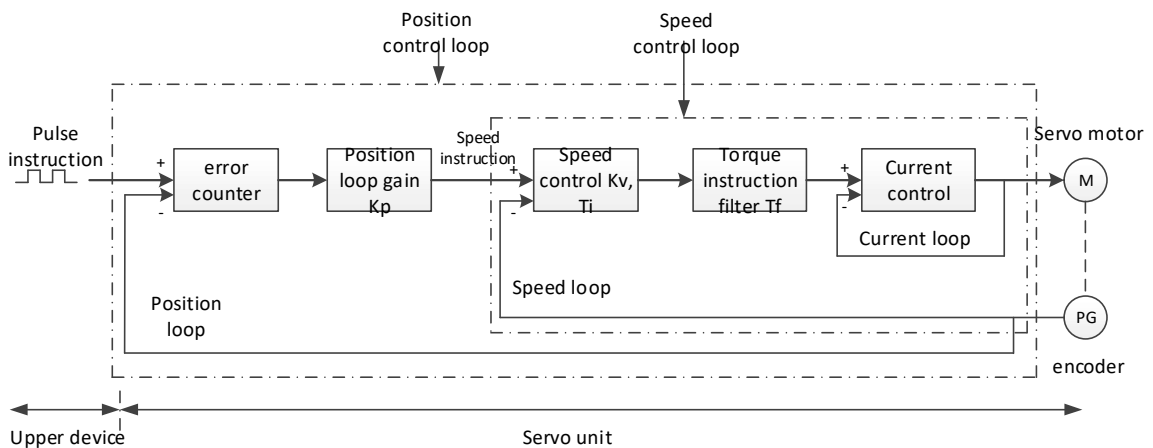 Position
control loop
Speed
control loop
Pulse
instruction
+
-
error
counter
Position
loop gain
Kp
Speed
instruction
+
-
Speed
control Kv,
Ti
Torque
instruction
filter Tf
+
-
Current
control
Servo motor
M
Current loop
Speed loop
Position
loop
PG
encoder
Upper device
Servo unit